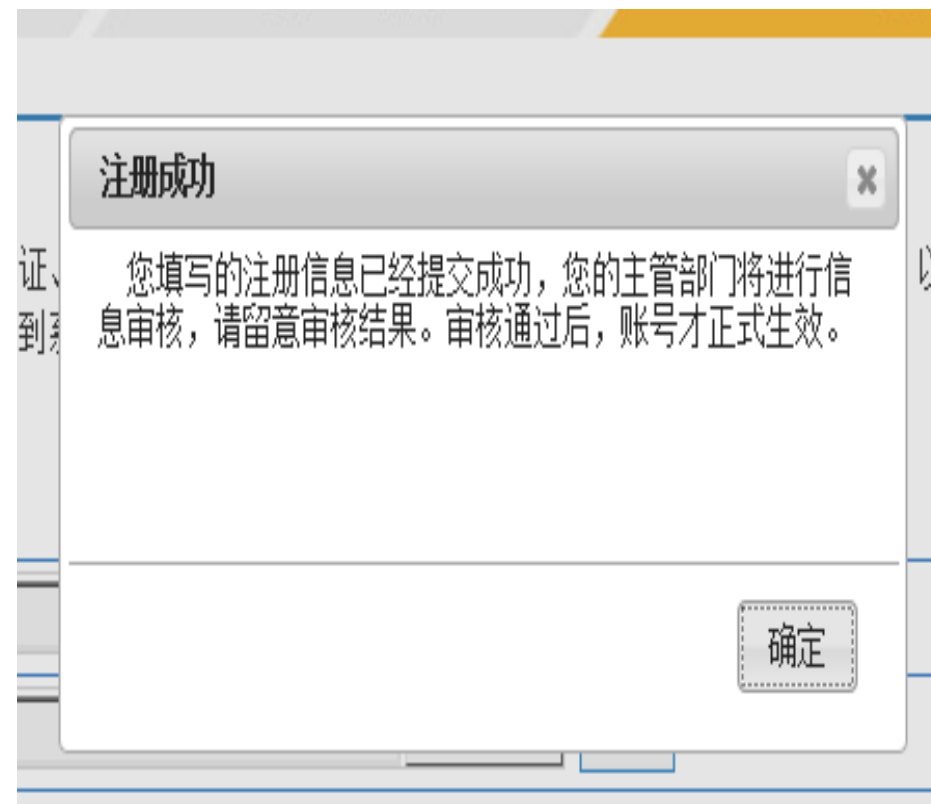 注册成功
证、
您填写的注册信息已经提交成功，您的主管部门将进行信
到
息审核，请留意审核结果。审核通过后，账号才正式生效。
确定